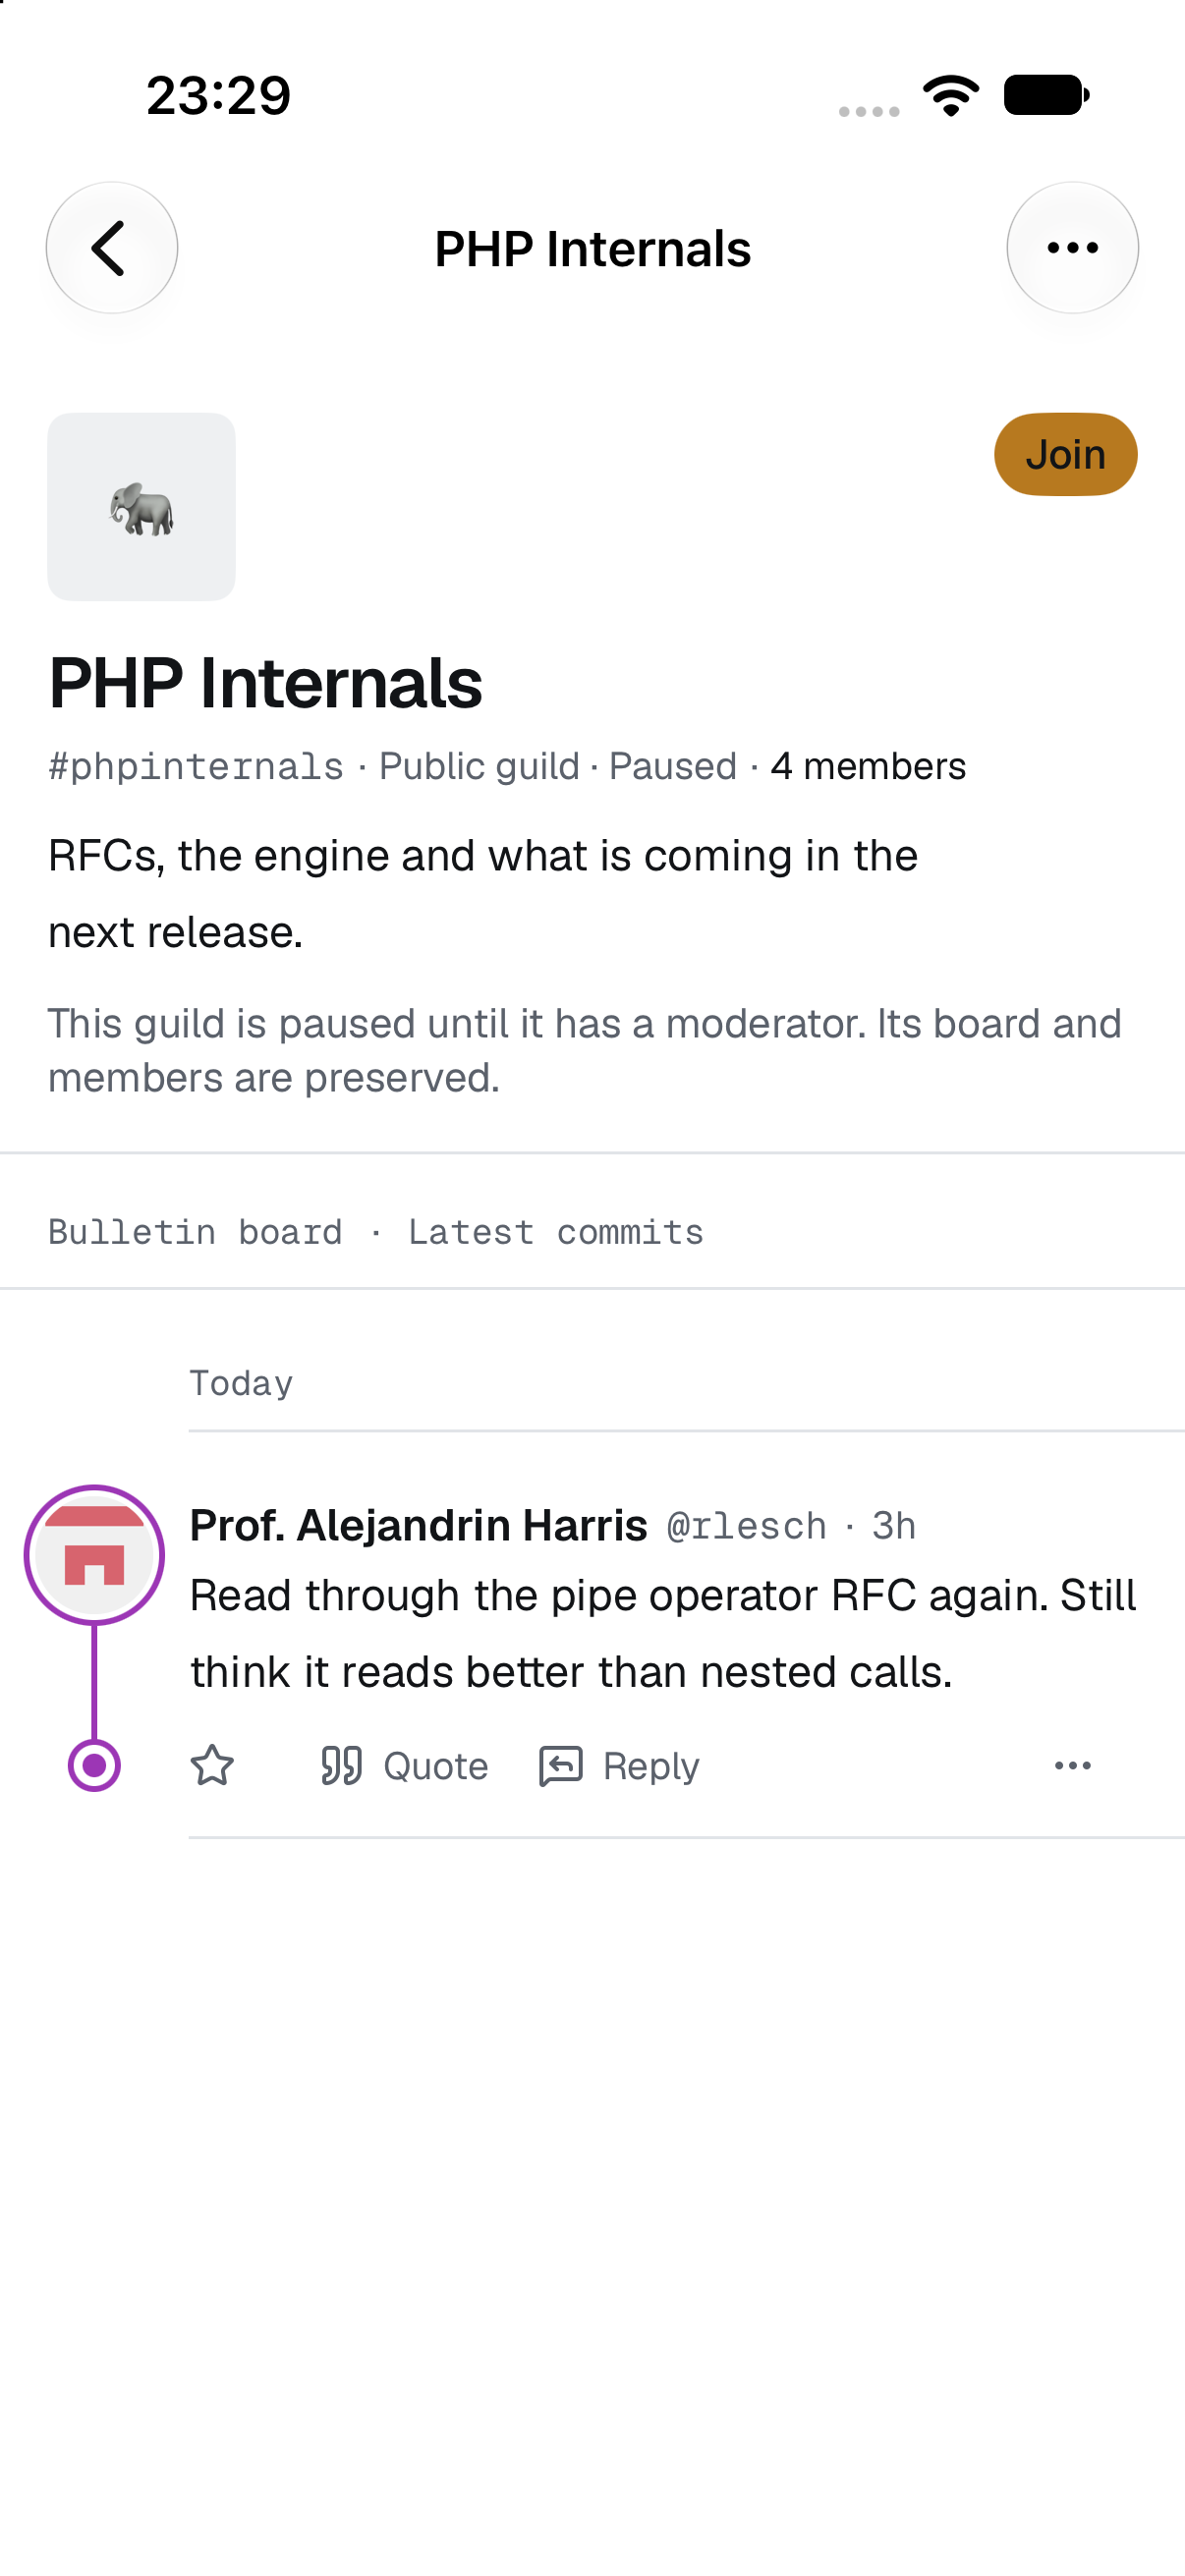 23:29
PHP Internals
Join
PHP Internals
#phpinternals · Public guild · Paused · 4 members
RFCs, the engine and what is coming in the
next release.
This guild is paused until it has a moderator. Its board and
members are preserved.
Bulletin board · Latest commits
Today
Prof. Alejandrin Harris @rlesch · 3h
Read through the pipe operator RFC again. Still
think it reads better than nested calls.
Quote Reply